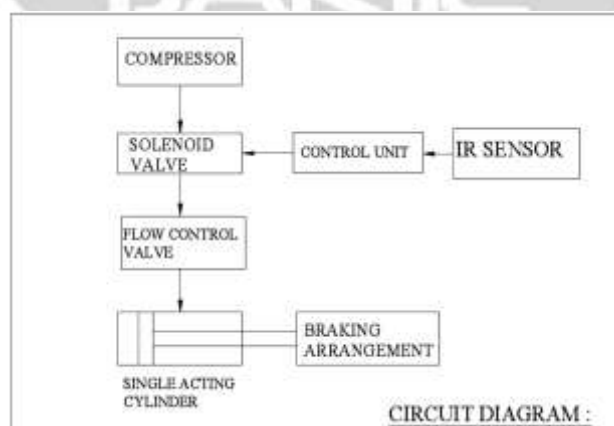 COMPRESSOR
SOLENOID
VALVE
CONTROL UNIT
IR SENSOR
FLOW CONTROL
VALVE
BRAKING
ARRANGEMENT
SINGLE ACTING
CYLINDER
CIRCUIT DIAGRAM :